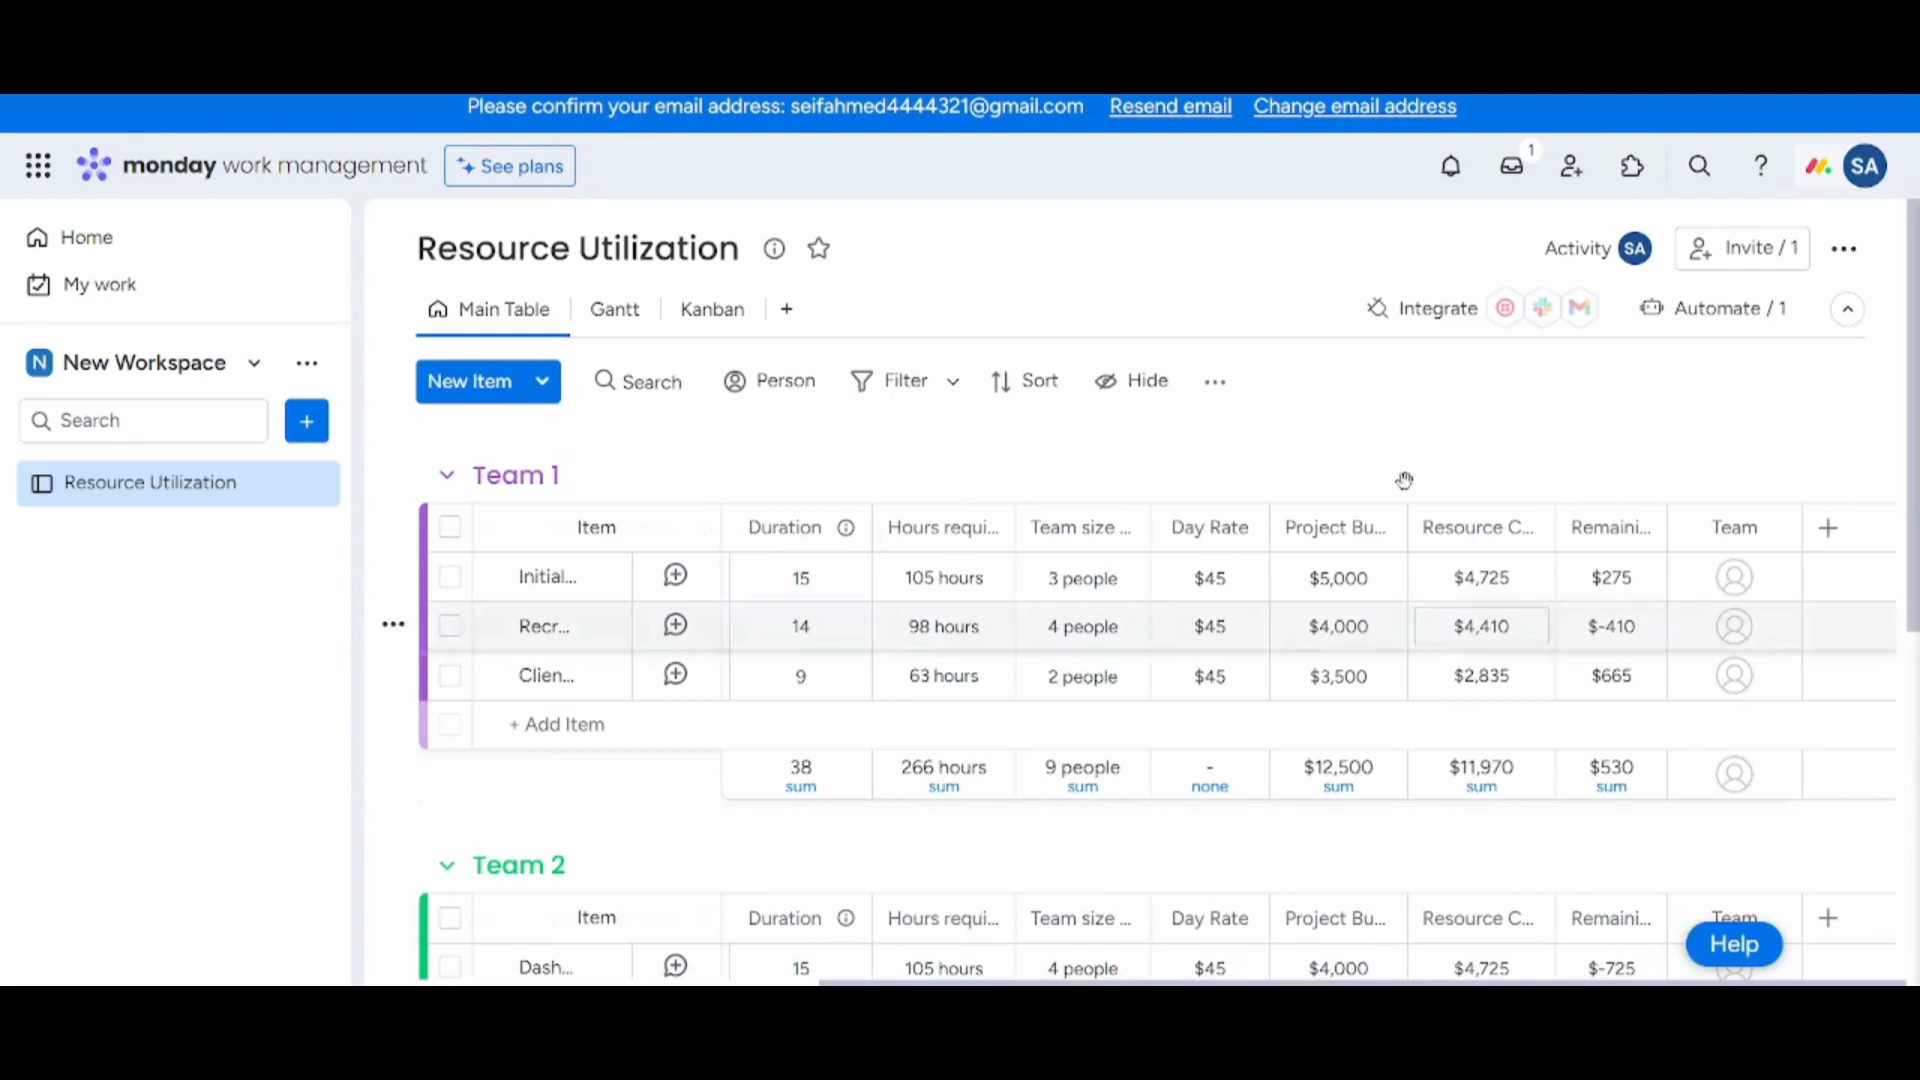 Please confirm your email address: seifahmed4444321@gmail.com Resend email Change email address
monday work management See plans 1 SA
Home
My work
N New Workspace
Search
Resource Utilization
Resource Utilization
Activity SA Invite / 1
Main Table Gantt Kanban +
Integrate Automate / 1
New Item Search Person Filter Sort Hide
Team 1
Item Duration Hours requi... Team size ... Day Rate Project Bu... Resource C... Remaini... Team
Initial... 15 105 hours 3 people $45 $5,000 $4,725 $275
Recr... 14 98 hours 4 people $45 $4,000 $4,410 $-410
Clien... 9 63 hours 2 people $45 $3,500 $2,835 $665
+ Add Item
38 266 hours 9 people - $12,500 $11,970 $530
sum sum sum none sum sum sum
Team 2
Item Duration Hours requi... Team size ... Day Rate Project Bu... Resource C... Remaini... Team
Help
Dash... 15 105 hours 4 people $45 $4,000 $4,725 $-725